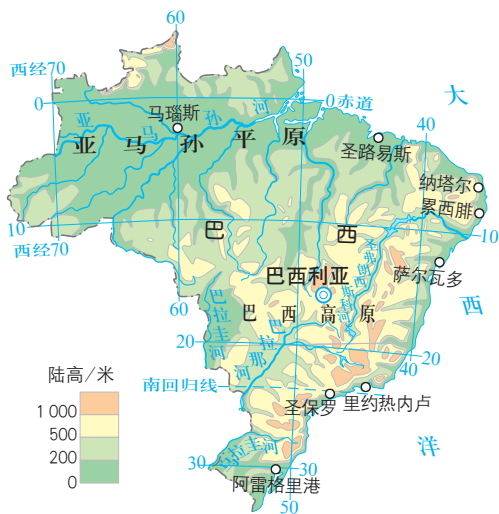 60
西经70
50
0
0赤道
大
马瑙斯
亚马孙河
亚马孙平原
圣路易斯
40
纳塔尔
累西腓
10
西经70
10
巴西
圣弗朗西斯科河
萨尔瓦多
巴西利亚
60
巴拉圭河
巴西高原
西
巴拉那河
20
20
40
陆高/米
南回归线
1 000
500
200
0
圣保罗
里约热内卢
洋
乌拉圭河
30
30
阿雷格里港
50